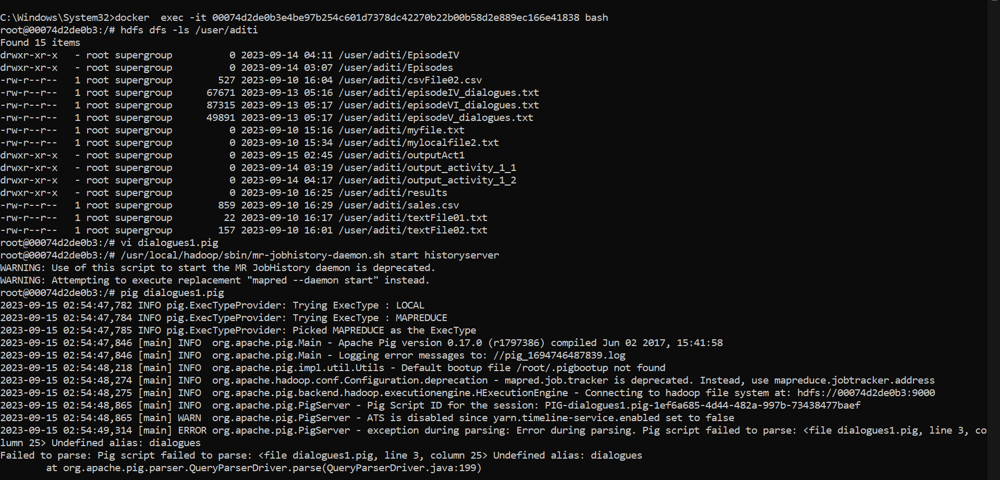 C:\Windows\System32>docker  exec -it 00074d2de0b3e4be97b254c601d7378dc42270b22b00b58d2e889ec166e41838 bash
root@00074d2de0b3:/# hdfs dfs -ls /user/aditi
Found 15 items
drwxr-xr-x   - root supergroup          0 2023-09-14 04:11 /user/aditi/EpisodeIV
drwxr-xr-x   - root supergroup          0 2023-09-14 03:07 /user/aditi/Episodes
-rw-r--r--   1 root supergroup        527 2023-09-10 16:04 /user/aditi/csvFile02.csv
-rw-r--r--   1 root supergroup      67671 2023-09-13 05:16 /user/aditi/episodeIV_dialogues.txt
-rw-r--r--   1 root supergroup      87315 2023-09-13 05:17 /user/aditi/episodeVI_dialogues.txt
-rw-r--r--   1 root supergroup      49891 2023-09-13 05:17 /user/aditi/episodeV_dialogues.txt
-rw-r--r--   1 root supergroup          0 2023-09-10 15:16 /user/aditi/myfile.txt
-rw-r--r--   1 root supergroup          0 2023-09-10 15:34 /user/aditi/mylocalfile2.txt
drwxr-xr-x   - root supergroup          0 2023-09-15 02:45 /user/aditi/outputAct1
drwxr-xr-x   - root supergroup          0 2023-09-14 03:19 /user/aditi/output_activity_1_1
drwxr-xr-x   - root supergroup          0 2023-09-14 04:17 /user/aditi/output_activity_1_2
drwxr-xr-x   - root supergroup          0 2023-09-10 16:25 /user/aditi/results
-rw-r--r--   1 root supergroup        859 2023-09-10 16:29 /user/aditi/sales.csv
-rw-r--r--   1 root supergroup         22 2023-09-10 16:17 /user/aditi/textFile01.txt
-rw-r--r--   1 root supergroup        157 2023-09-10 16:01 /user/aditi/textFile02.txt
root@00074d2de0b3:/# vi dialogues1.pig
root@00074d2de0b3:/# /usr/local/hadoop/sbin/mr-jobhistory-daemon.sh start historyserver
WARNING: Use of this script to start the MR JobHistory daemon is deprecated.
WARNING: Attempting to execute replacement "mapred --daemon start" instead.
root@00074d2de0b3:/# pig dialogues1.pig
2023-09-15 02:54:47,782 INFO pig.ExecTypeProvider: Trying ExecType : LOCAL
2023-09-15 02:54:47,784 INFO pig.ExecTypeProvider: Trying ExecType : MAPREDUCE
2023-09-15 02:54:47,785 INFO pig.ExecTypeProvider: Picked MAPREDUCE as the ExecType
2023-09-15 02:54:47,846 [main] INFO  org.apache.pig.Main - Apache Pig version 0.17.0 (r1797386) compiled Jun 02 2017, 15:41:58
2023-09-15 02:54:47,846 [main] INFO  org.apache.pig.Main - Logging error messages to: //pig_1694746487839.log
2023-09-15 02:54:48,218 [main] INFO  org.apache.pig.impl.util.Utils - Default bootup file /root/.pigbootup not found
2023-09-15 02:54:48,274 [main] INFO  org.apache.hadoop.conf.Configuration.deprecation - mapred.job.tracker is deprecated. Instead, use mapreduce.jobtracker.address
2023-09-15 02:54:48,275 [main] INFO  org.apache.pig.backend.hadoop.executionengine.HExecutionEngine - Connecting to hadoop file system at: hdfs://00074d2de0b3:9000
2023-09-15 02:54:48,865 [main] INFO  org.apache.pig.PigServer - Pig Script ID for the session: PIG-dialogues1.pig-1ef6a685-4d44-482a-997b-73438477baef
2023-09-15 02:54:48,865 [main] WARN  org.apache.pig.PigServer - ATS is disabled since yarn.timeline-service.enabled set to false
2023-09-15 02:54:49,314 [main] ERROR org.apache.pig.PigServer - exception during parsing: Error during parsing. Pig script failed to parse: <file dialogues1.pig, line 3, co
lumn 25> Undefined alias: dialogues
Failed to parse: Pig script failed to parse: <file dialogues1.pig, line 3, column 25> Undefined alias: dialogues
        at org.apache.pig.parser.QueryParserDriver.parse(QueryParserDriver.java:199)